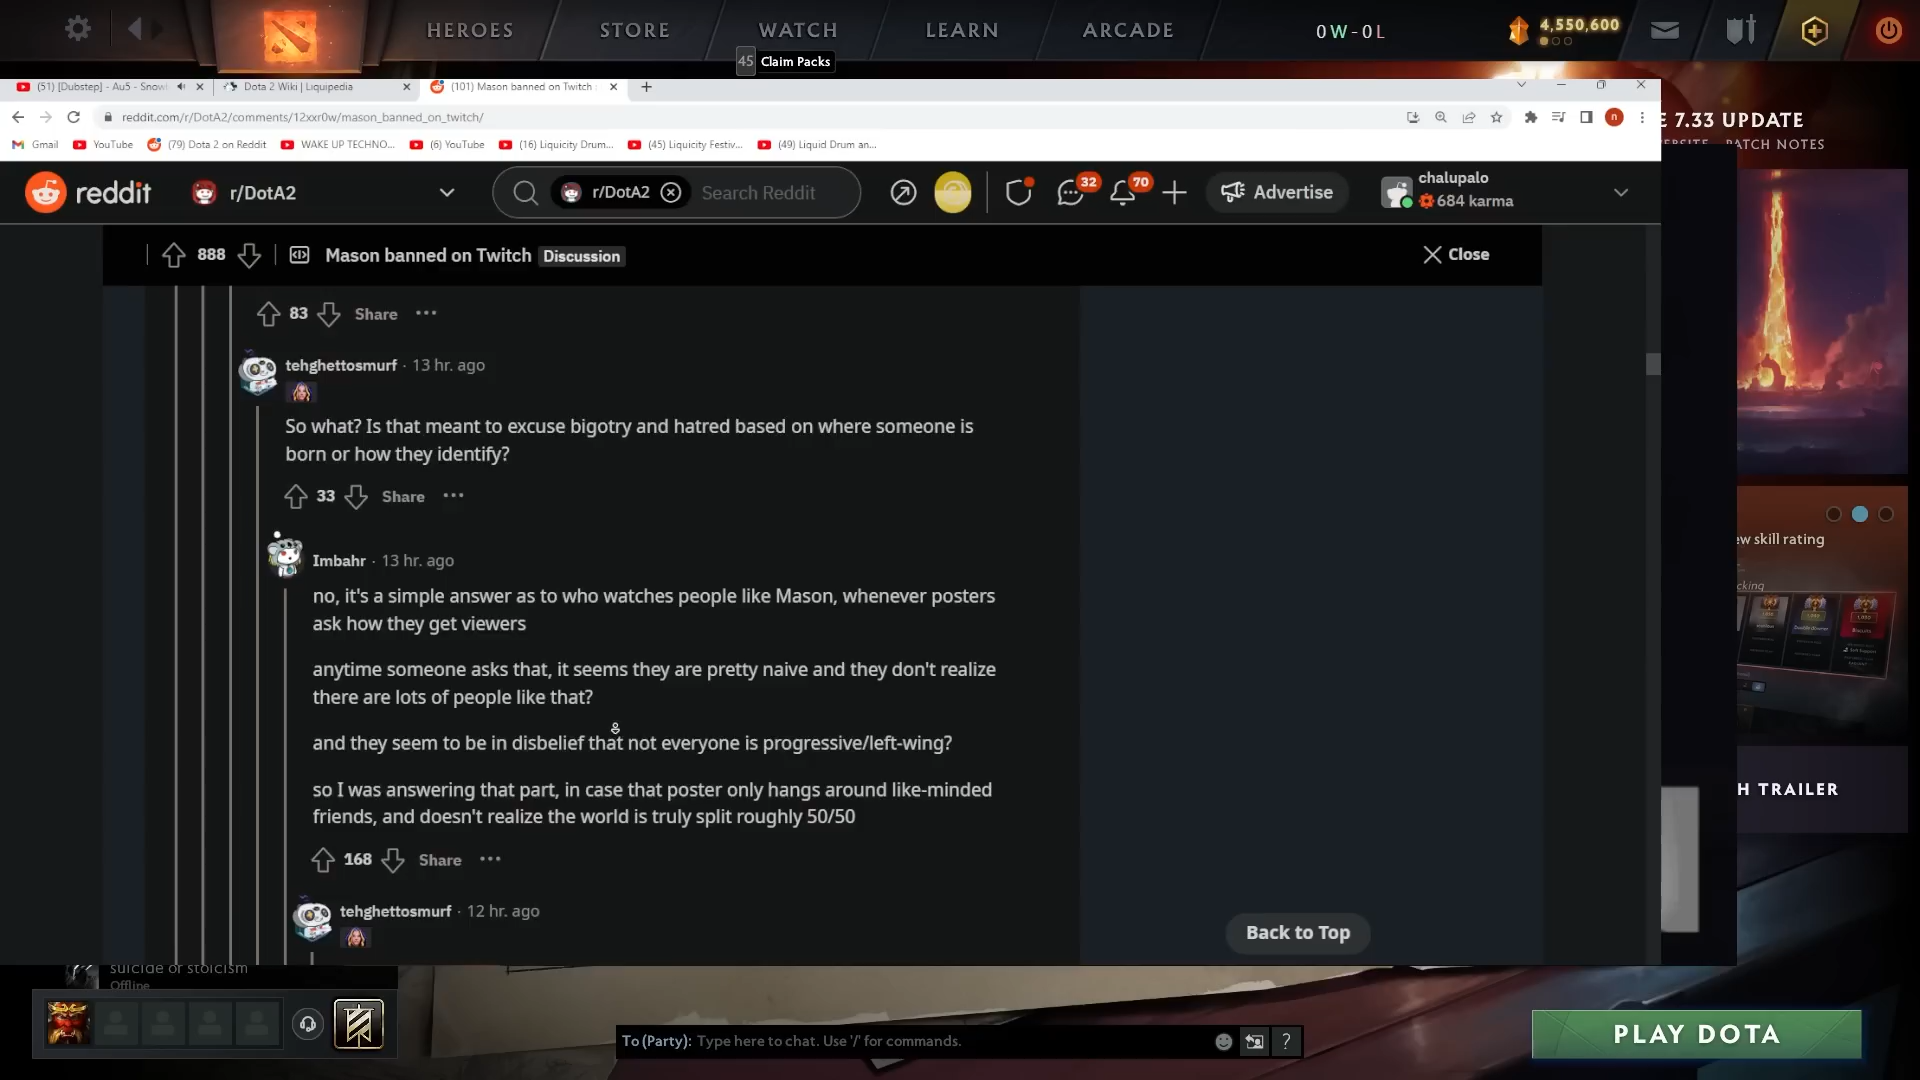 HEROES
STORE
WATCH
LEARN
ARCADE
0 W - 0 L
4,550,600
45 Claim Packs
(51) [Dubstep] - Au5 - Snow
Dota 2 Wiki | Liquipedia
(101) Mason banned on Twitch
reddit.com/r/DotA2/comments/12xxr0w/mason_banned_on_twitch/
Gmail
YouTube
(79) Dota 2 on Reddit
WAKE UP TECHNO...
(6) YouTube
(16) Liquicity Drum...
(45) Liquicity Festiv...
(49) Liquid Drum an...
E 7.33 UPDATE
PATCH NOTES
reddit
r/DotA2
r/DotA2
Search Reddit
32
70
Advertise
chalupalo
684 karma
888
Mason banned on Twitch
Discussion
Close
83
Share
tehghettosmurf · 13 hr. ago
So what? Is that meant to excuse bigotry and hatred based on where someone is
born or how they identify?
33
Share
Imbahr · 13 hr. ago
no, it's a simple answer as to who watches people like Mason, whenever posters
ask how they get viewers
anytime someone asks that, it seems they are pretty naive and they don't realize
there are lots of people like that?
and they seem to be in disbelief that not everyone is progressive/left-wing?
so I was answering that part, in case that poster only hangs around like-minded
friends, and doesn't realize the world is truly split roughly 50/50
168
Share
tehghettosmurf · 12 hr. ago
Back to Top
ew skill rating
cking
H TRAILER
suicide or stoicism
Offline
To (Party): Type here to chat. Use '/' for commands.
?
PLAY DOTA